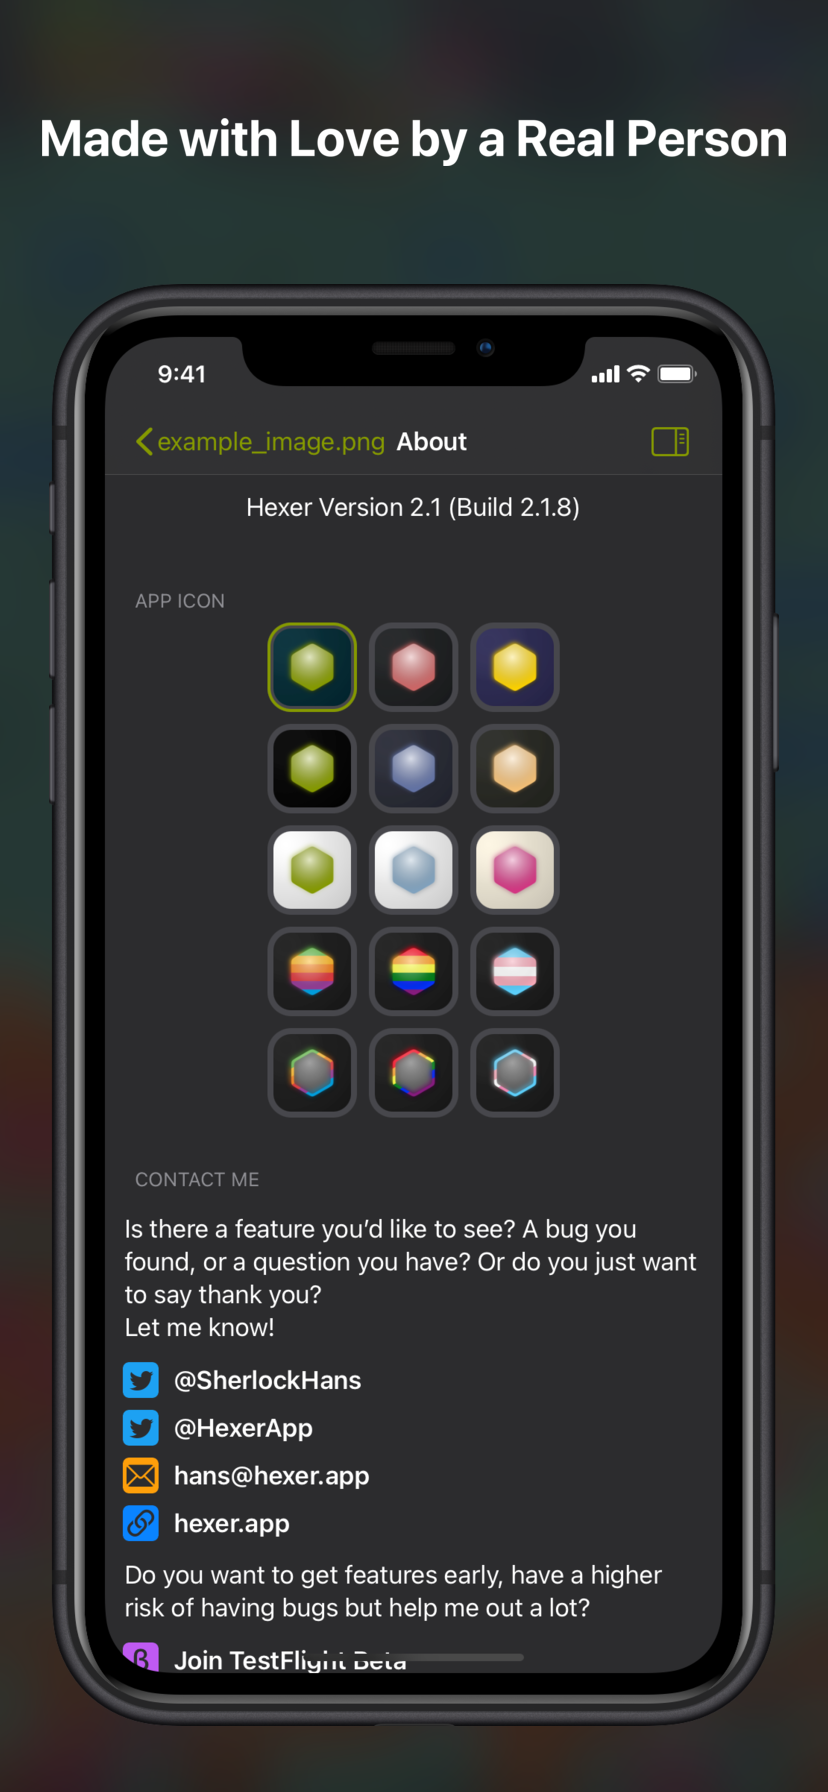 Made with Love by a Real Person
9:41
example_image.png About
Hexer Version 2.1 (Build 2.1.8)
APP ICON
CONTACT ME
Is there a feature you’d like to see? A bug you
found, or a question you have? Or do you just want
to say thank you?
Let me know!
@SherlockHans
@HexerApp
hans@hexer.app
hexer.app
Do you want to get features early, have a higher
risk of having bugs but help me out a lot?
β Join TestFlight Beta